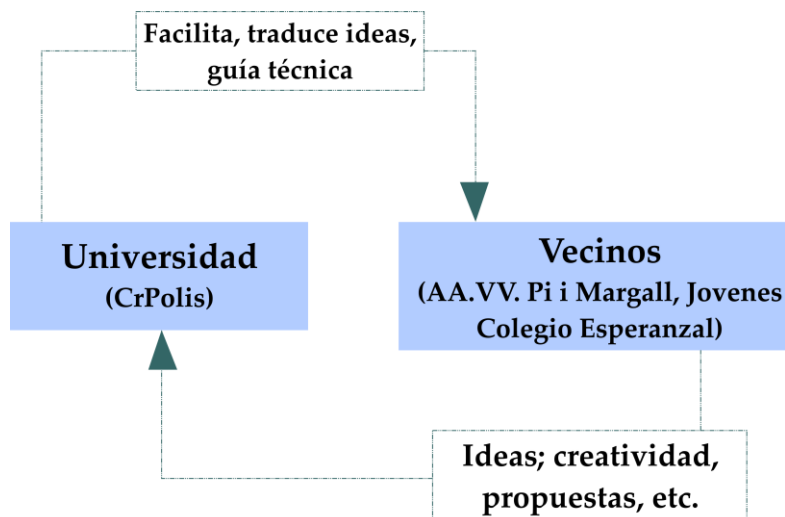 Facilita, traduce ideas,
guía técnica
Universidad
(CrPolis)
Vecinos
(AA.VV. Pi i Margall, Jovenes
Colegio Esperanzal)
Ideas; creatividad,
propuestas, etc.